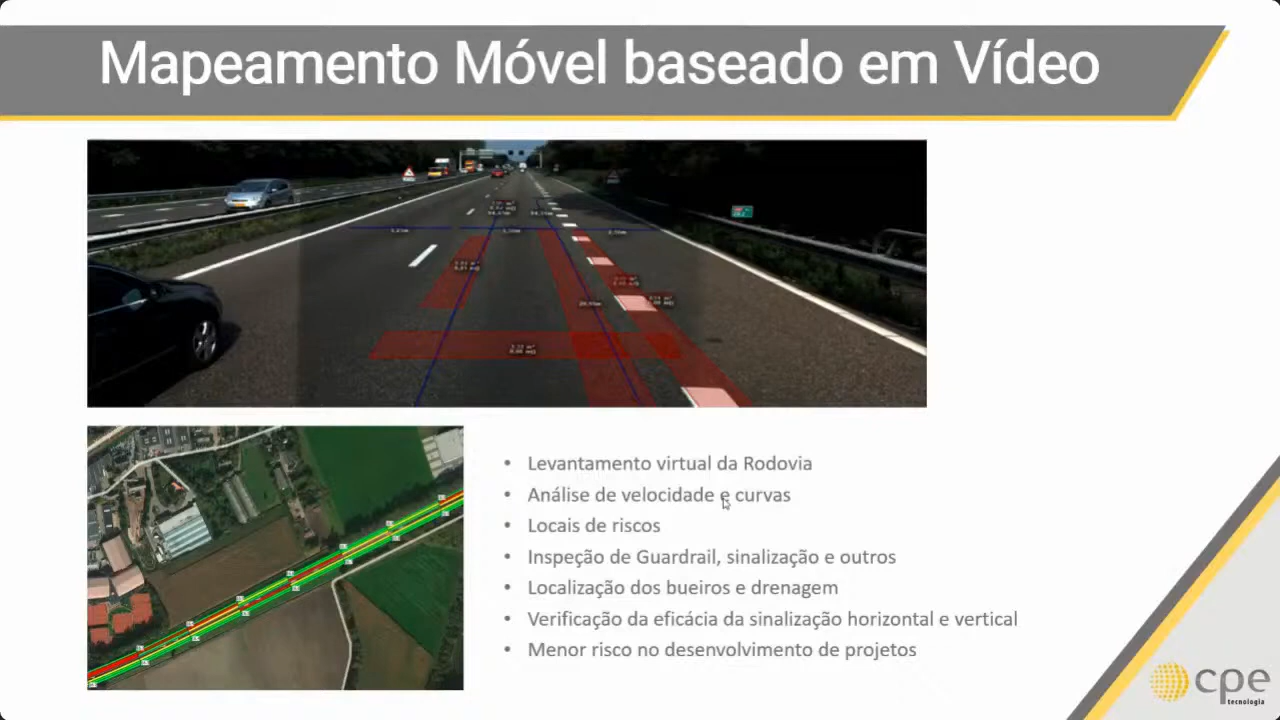 Mapeamento Móvel baseado em Vídeo
• Levantamento virtual da Rodovia
• Análise de velocidade e curvas
• Locais de riscos
• Inspeção de Guardrail, sinalização e outros
• Localização dos bueiros e drenagem
• Verificação da eficácia da sinalização horizontal e vertical
• Menor risco no desenvolvimento de projetos
cpe
tecnologia